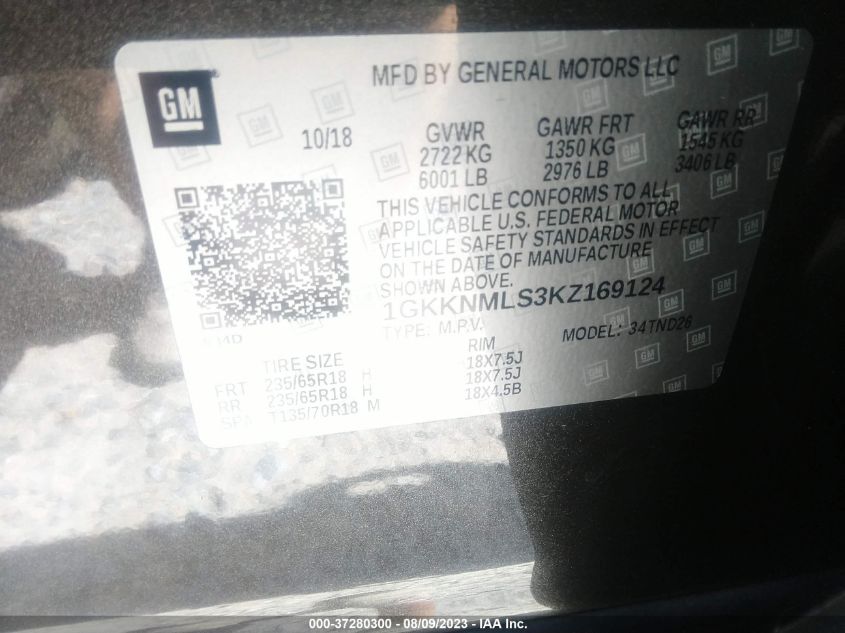 MFD BY GENERAL MOTORS LLC
GM
10/18
GVWR GAWR FRT GAWR RR
2722 KG 1350 KG 1545 KG
6001 LB 2976 LB 3406 LB
THIS VEHICLE CONFORMS TO ALL
APPLICABLE U.S. FEDERAL MOTOR
VEHICLE SAFETY STANDARDS IN EFFECT
ON THE DATE OF MANUFACTURE
SHOWN ABOVE.
1GKKNMLS3KZ169124
TYPE: M.P.V. MODEL: 34TND26
TIRE SIZE RIM
FRT 235/65R18 H 18X7.5J
RR 235/65R18 H 18X7.5J
SPA T135/70R18 M 18X4.5B
000-37280300 - 08/09/2023 - IAA Inc.